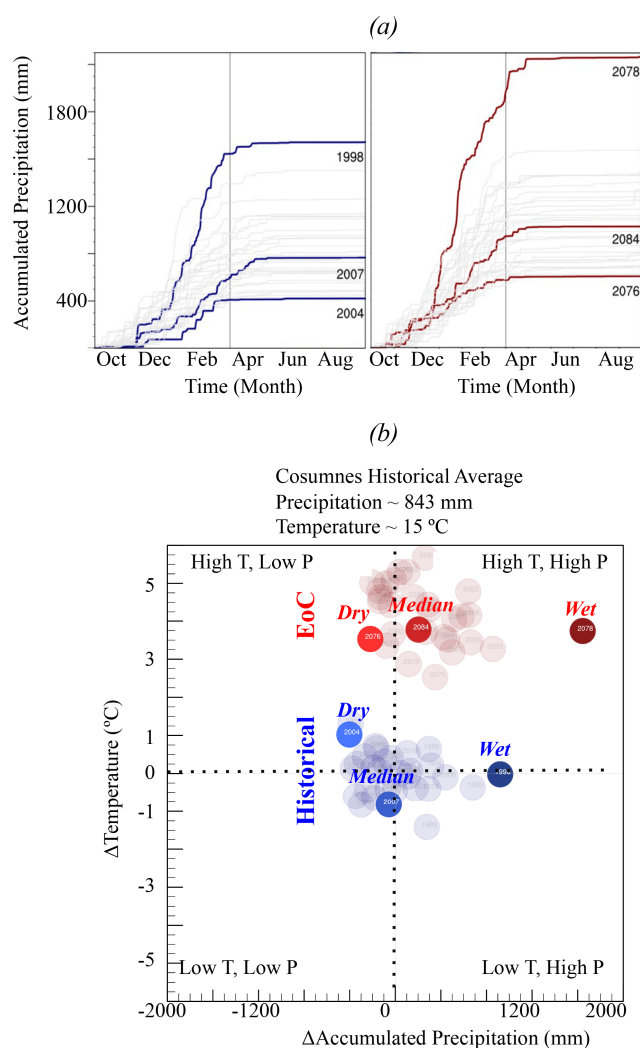 (a)
Accumulated Precipitation (mm)
1800
1200
400
1998
2007
2004
2078
2084
2076
Oct Dec Feb Apr Jun Aug
Oct Dec Feb Apr Jun Aug
Time (Month)
Time (Month)
(b)
Cosumnes Historical Average
Precipitation ~ 843 mm
Temperature ~ 15 ºC
High T, Low P
High T, High P
EoC
Dry
Median
Wet
2076
2084
2078
Historical
Dry
2004
Wet
Median
2007
ΔTemperature (ºC)
5
3
1
0
-1
-3
-5
Low T, Low P
Low T, High P
-2000 -1200 0 1200 2000
ΔAccumulated Precipitation (mm)